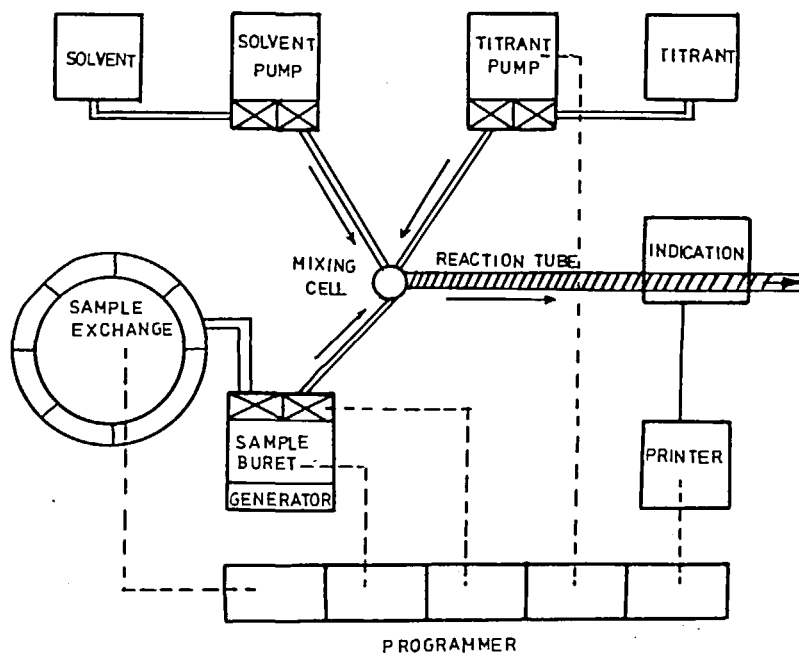 SOLVENT
SOLVENT
PUMP
TITRANT
PUMP
TITRANT
MIXING
CELL
REACTION TUBE
INDICATION
SAMPLE
EXCHANGE
SAMPLE
BURET
GENERATOR
PRINTER
PROGRAMMER